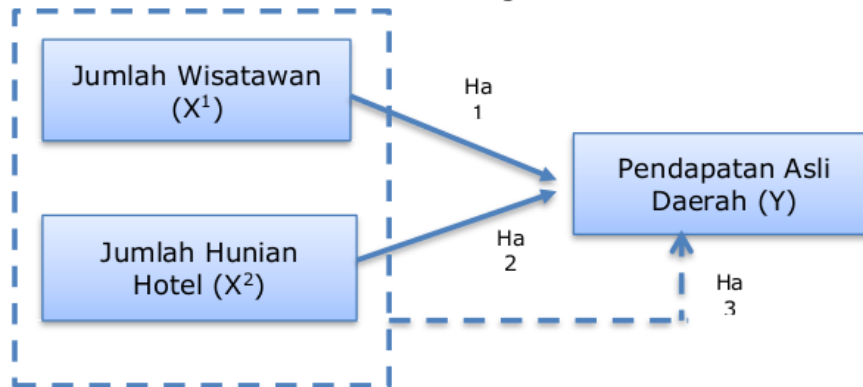 Jumlah Wisatawan
(X¹)
Ha
1
Pendapatan Asli
Daerah (Y)
Jumlah Hunian
Hotel (X²)
Ha
2
Ha
3